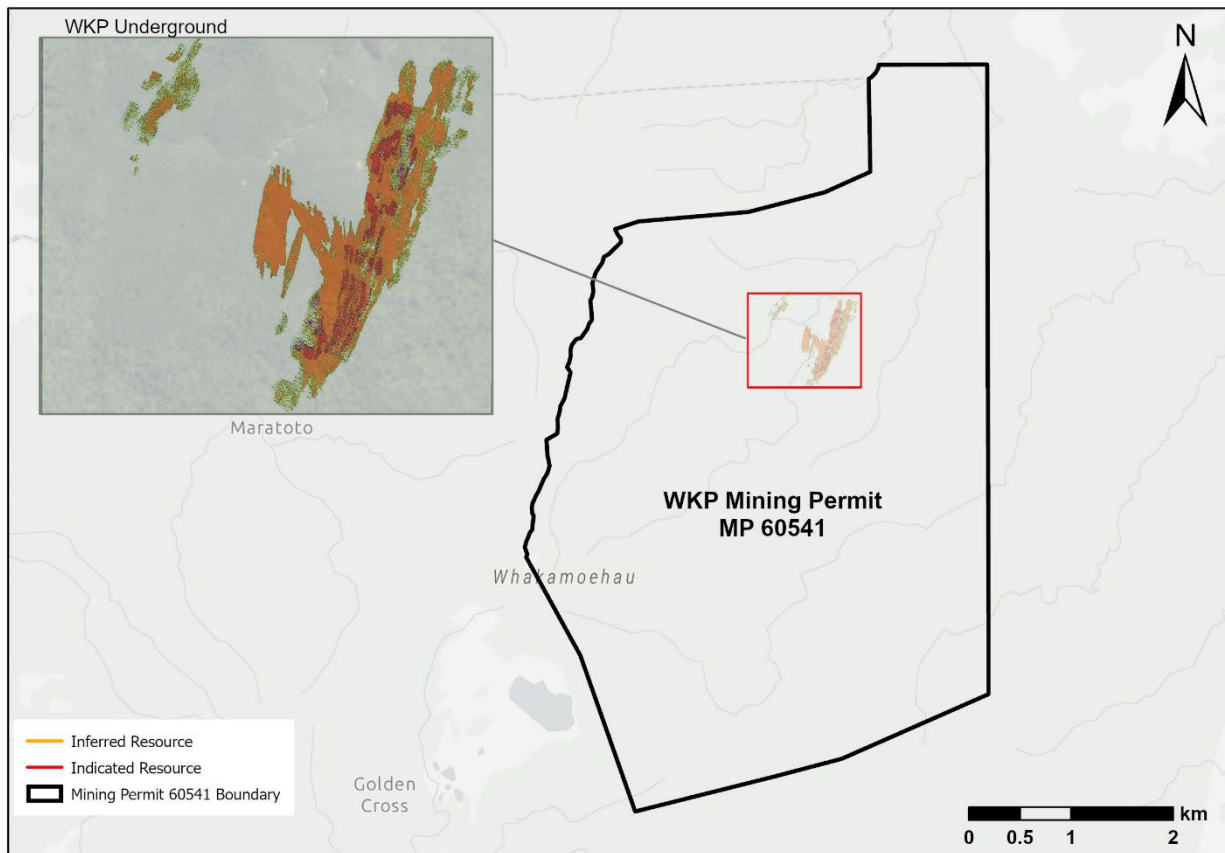 WKP Underground
N
Maratoto
WKP Mining Permit
MP 60541
Whakamoehau
Inferred Resource
Indicated Resource
Mining Permit 60541 Boundary
Golden
Cross
km
0 0.5 1 2